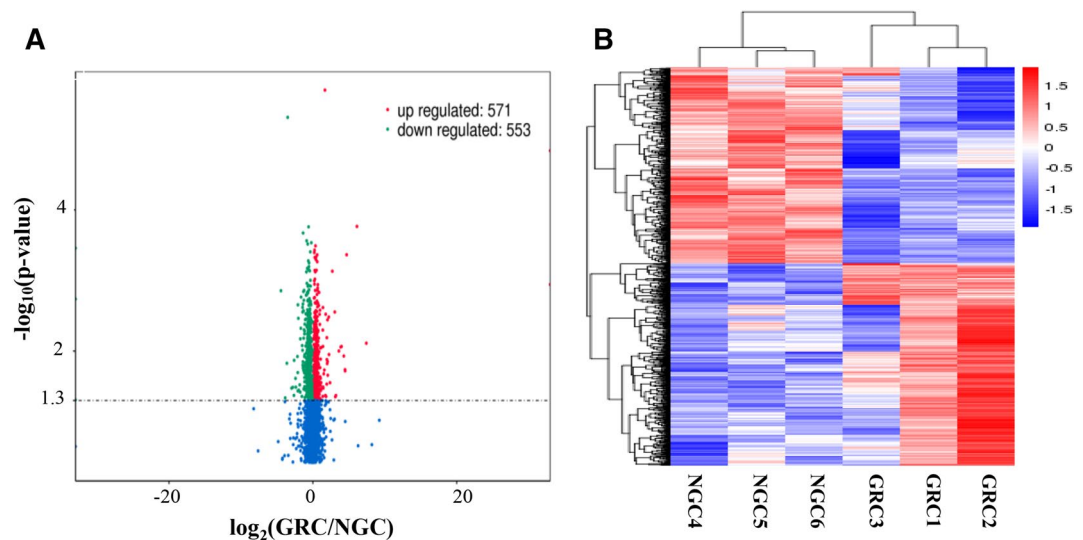 A
up regulated: 571
down regulated: 553
-log10(p-value)
4
2
1.3
-20
0
20
log2(GRC/NGC)
B
1.5
1
0.5
0
-0.5
-1
-1.5
NGC4
NGC5
NGC6
GRC3
GRC1
GRC2